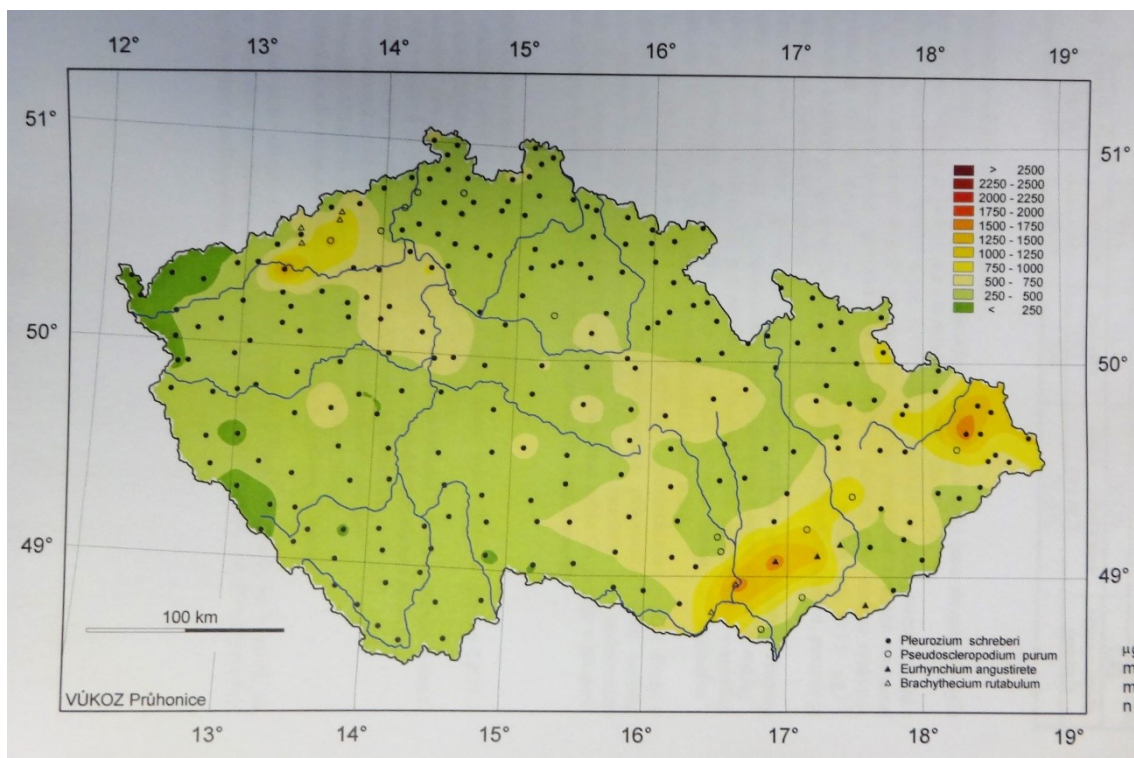 12° 13° 14° 15° 16° 17° 18° 19°
51°
51°
> 2500
2250 - 2500
2000 - 2250
1750 - 2000
1500 - 1750
1250 - 1500
1000 - 1250
750 - 1000
500 - 750
250 - 500
< 250
50°
50°
49°
49°
100 km
Pleurozium schreberi
Pseudoscleropodium purum
Eurhynchium angustirete
Brachythecium rutabulum
VÚKOZ Průhonice
13° 14° 15° 16° 17° 18° 19°